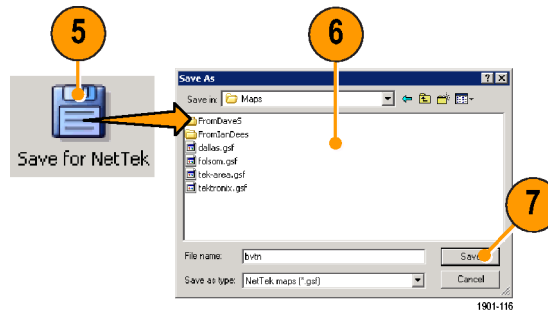 5
6
Save As
Save in: Maps
FromDaveS
FromIanDees
dallas.gsf
folsom.gsf
tek-area.gsf
tektronix.gsf
Save for NetTek
7
File name: bvtn
Save
Save as type: NetTek maps (*.gsf)
Cancel
1901-116